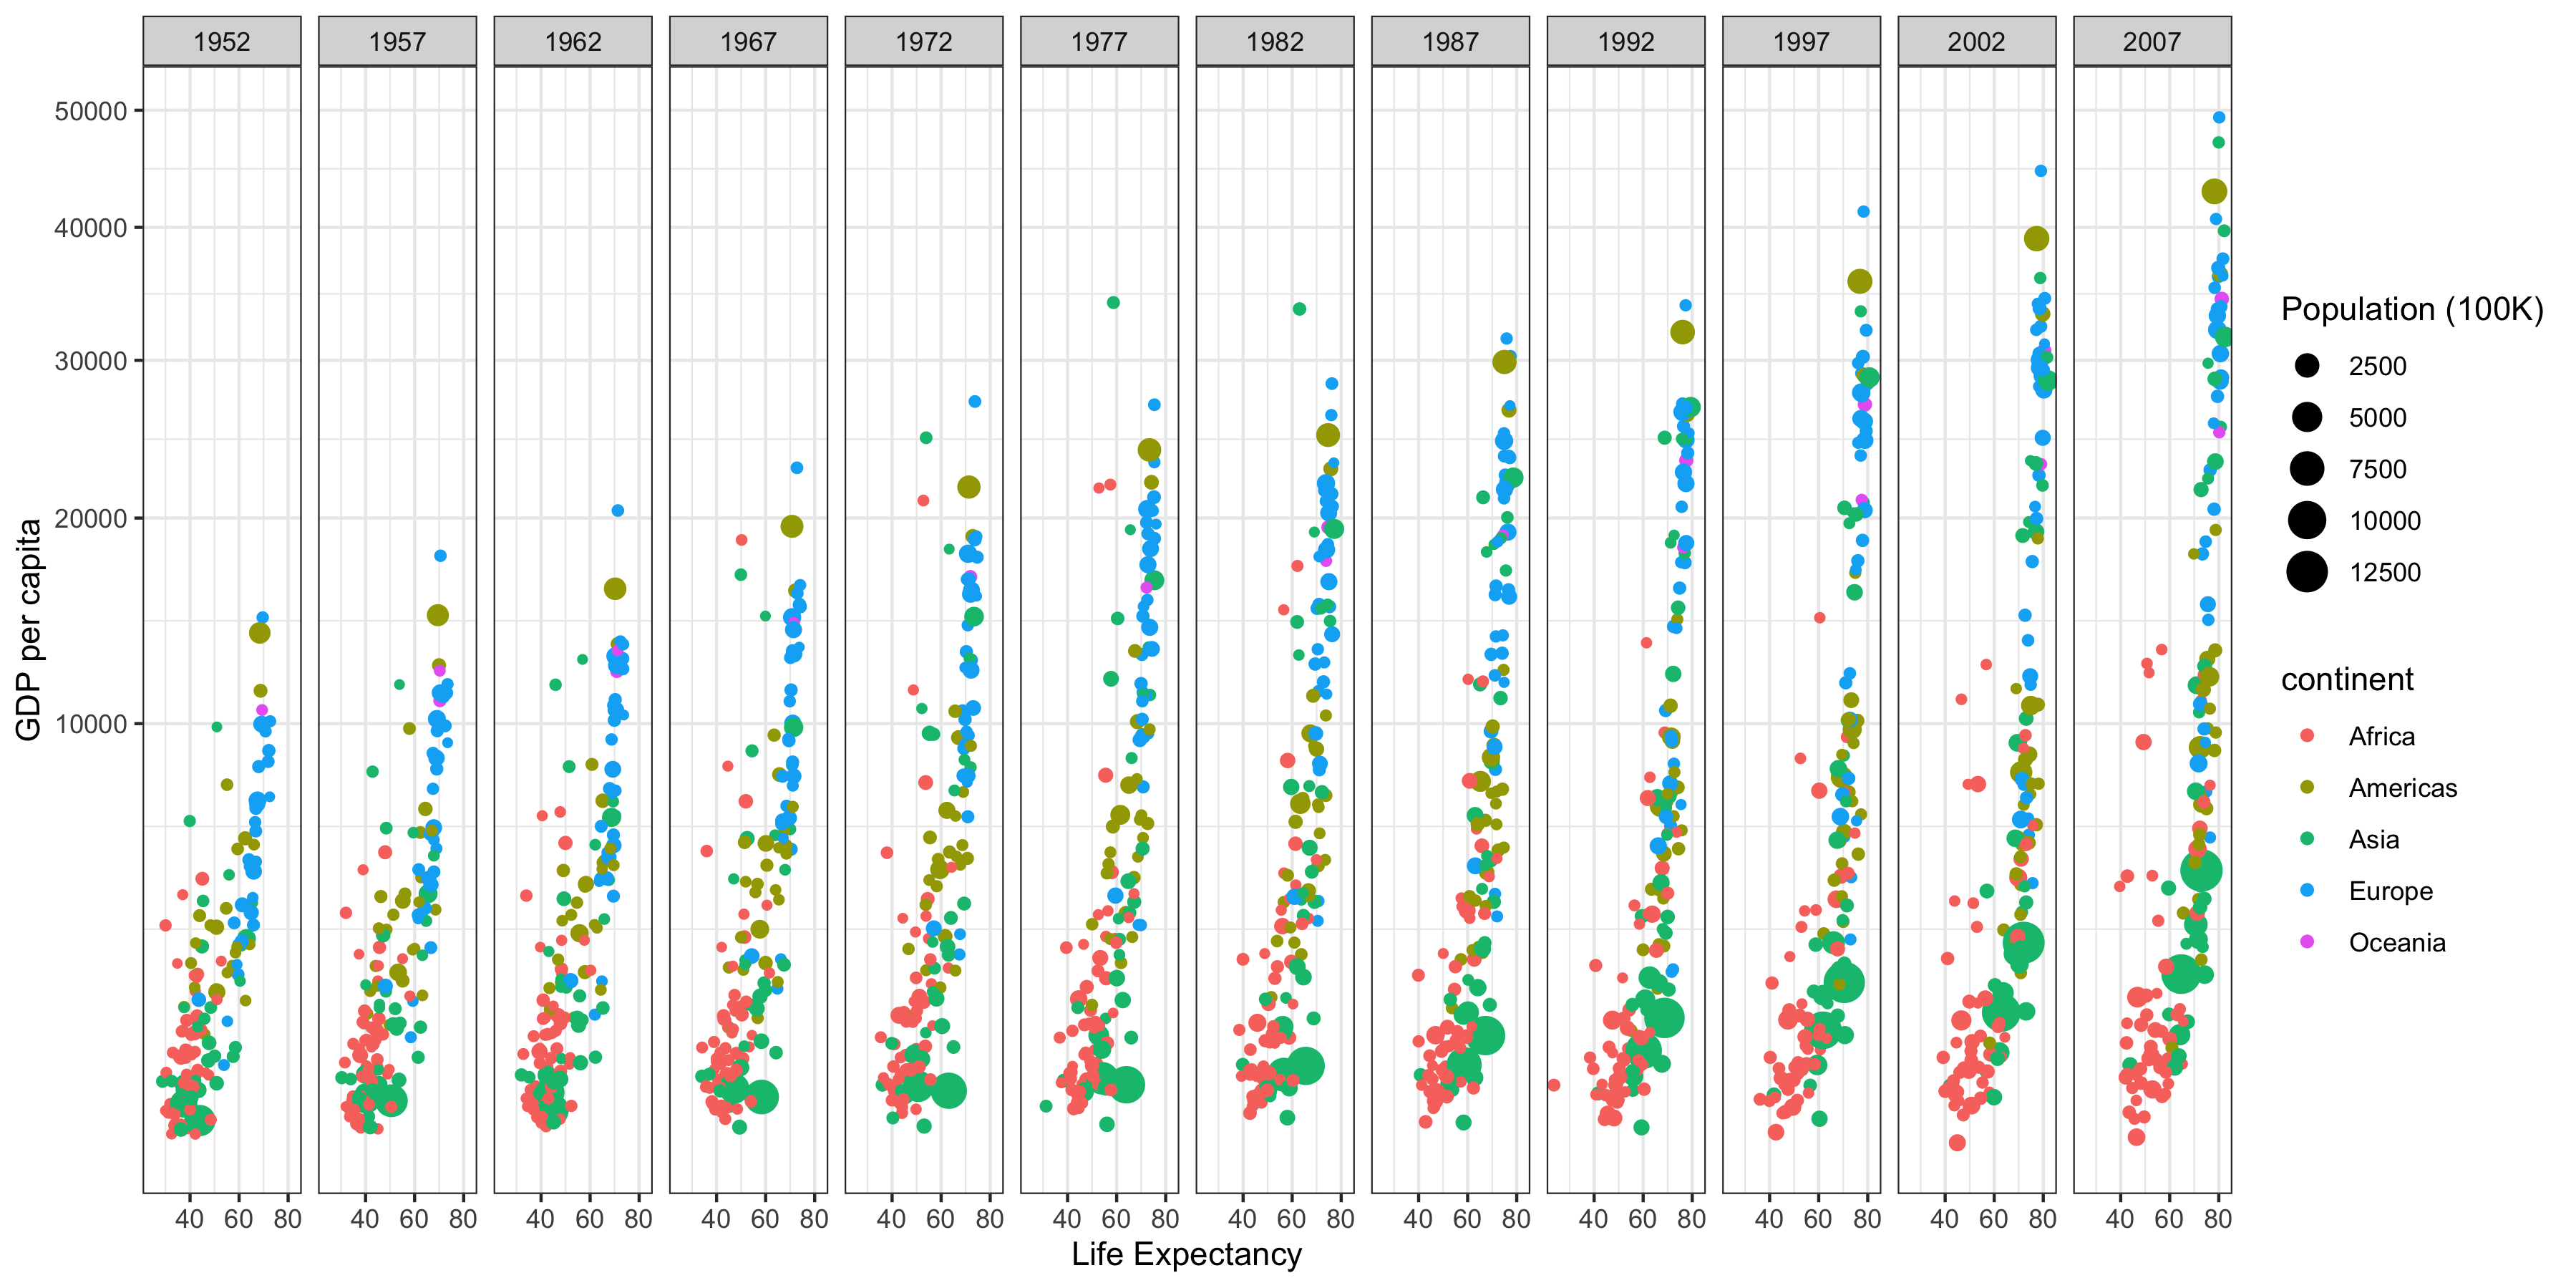 1952 1957 1962 1967 1972 1977 1982 1987 1992 1997 2002 2007
50000
40000
30000
20000
10000
GDP per capita
40 60 80 40 60 80 40 60 80 40 60 80 40 60 80 40 60 80 40 60 80 40 60 80 40 60 80 40 60 80 40 60 80 40 60 80
Life Expectancy
Population (100K)
2500
5000
7500
10000
12500
continent
Africa
Americas
Asia
Europe
Oceania